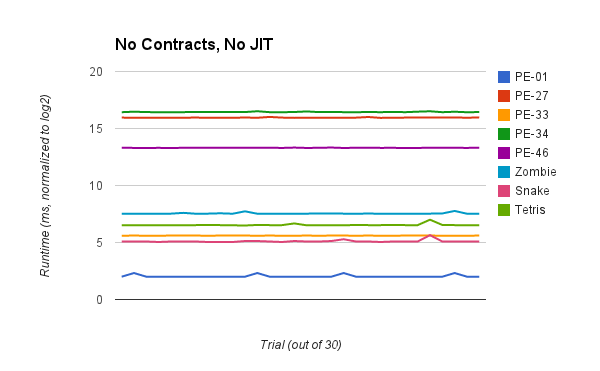 No Contracts, No JIT
20
15
10
5
0
Runtime (ms, normalized to log2)
Trial (out of 30)
PE-01
PE-27
PE-33
PE-34
PE-46
Zombie
Snake
Tetris